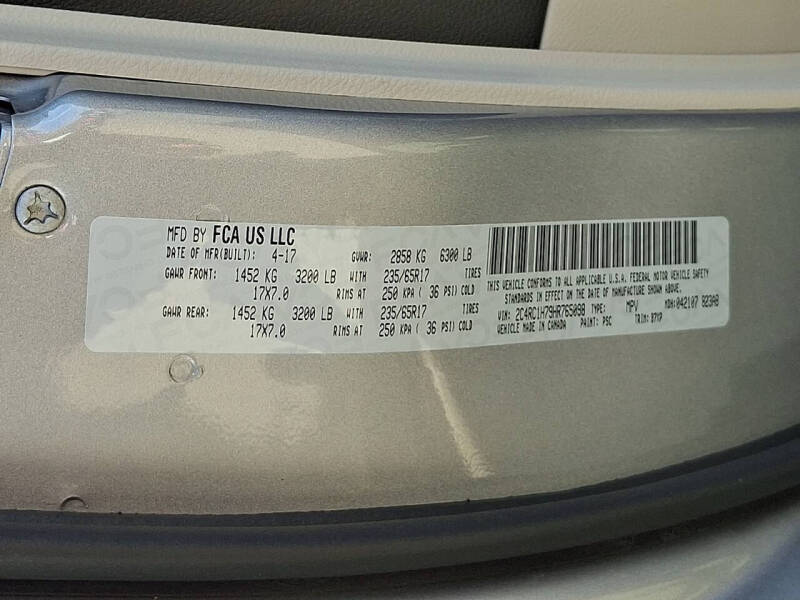 MFD BY FCA US LLC
DATE OF MFR(BUILT): 4-17 GVWR: 2858 KG 6300 LB
GAWR FRONT: 1452 KG 3200 LB WITH 235/65R17 TIRES
17X7.0 RIMS AT 250 KPA ( 36 PSI) COLD
GAWR REAR: 1452 KG 3200 LB WITH 235/65R17 TIRES
17X7.0 RIMS AT 250 KPA ( 36 PSI) COLD
THIS VEHICLE CONFORMS TO ALL APPLICABLE U.S.A. FEDERAL MOTOR VEHICLE SAFETY
STANDARDS IN EFFECT ON THE DATE OF MANUFACTURE SHOWN ABOVE.
VIN: 2C4RC1H79HR765098 TYPE: MPV MDH:042107 823AB
VEHICLE MADE IN CANADA PAINT: PSC TRIM: